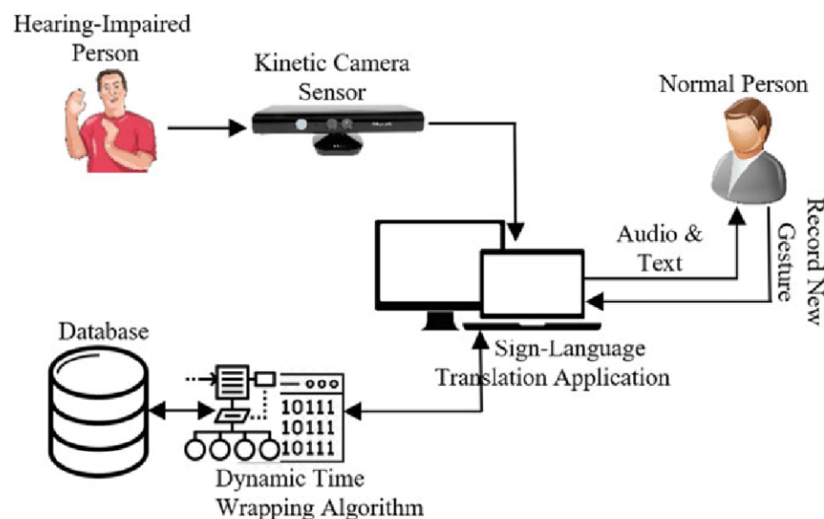 Hearing-Impaired
Person
Kinetic Camera
Sensor
Normal Person
Audio &
Text
Record New
Gesture
Sign-Language
Translation Application
Database
10111
10111
10111
Dynamic Time
Wrapping Algorithm